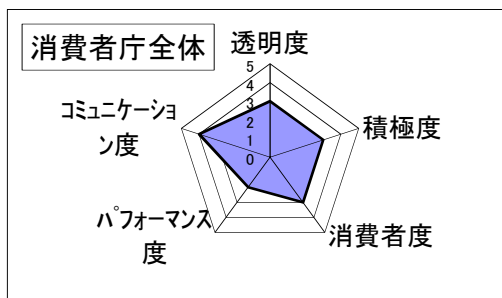 消費者庁全体
透明度
5
4
3
2
1
0
積極度
消費者度
ﾊﾟﾌｫｰﾏﾝｽ
度
ｺﾐｭﾆｹｰｼｮ
ﾝ度